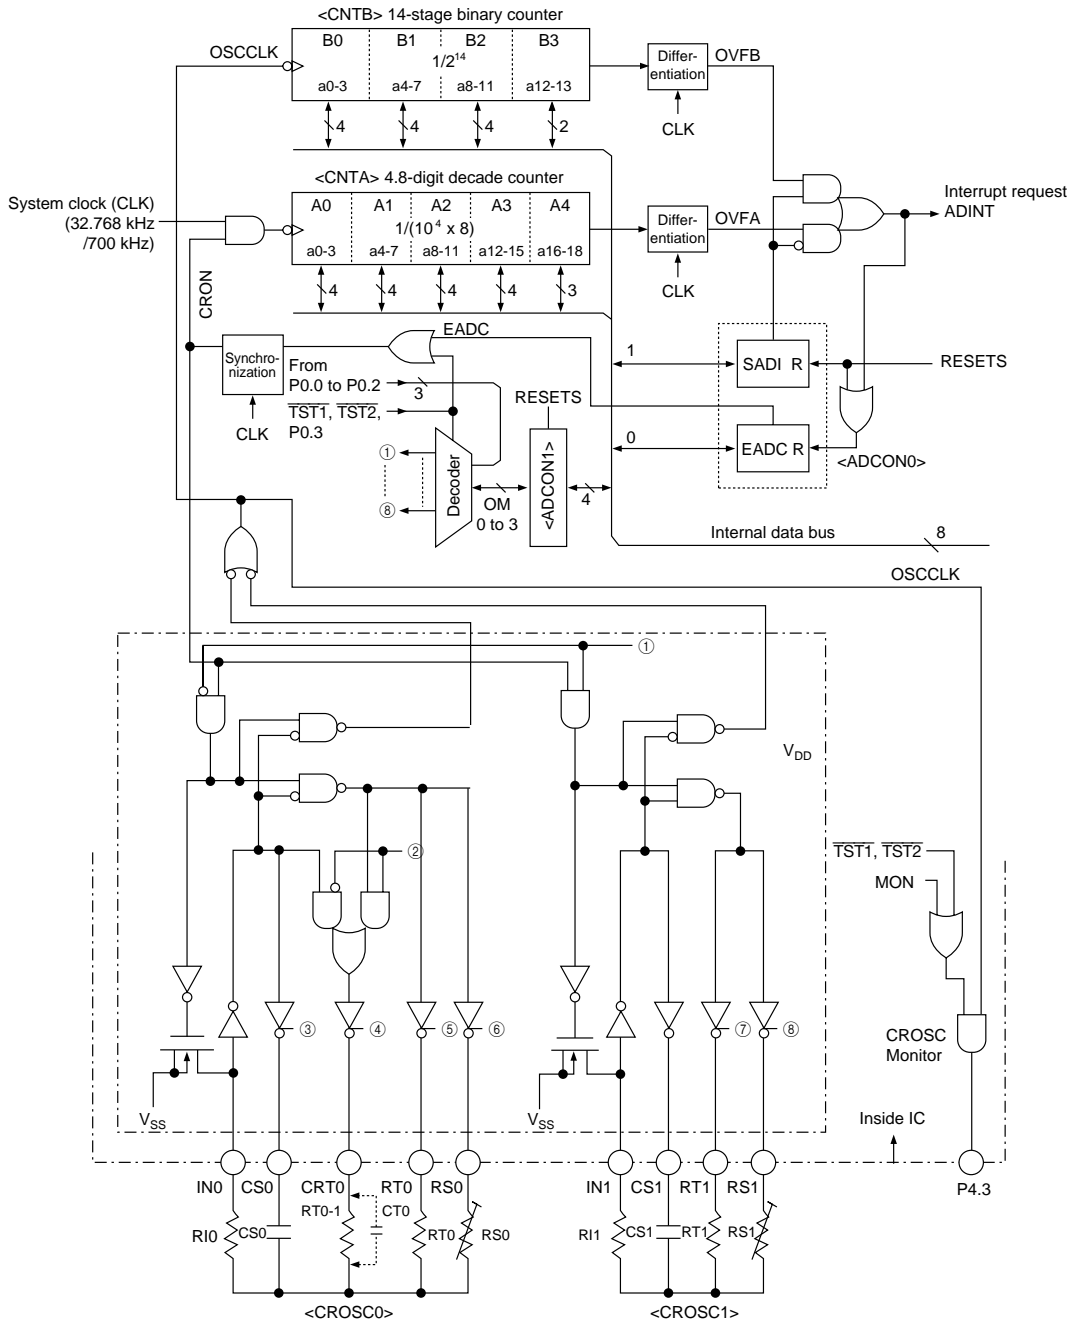 <CNTB> 14-stage binary counter
OSCCLK
B0 B1 B2 B3
1/2¹⁴
a0-3 a4-7 a8-11 a12-13
4 4 4 2
Differ-
entiation
OVFB
CLK
<CNTA> 4.8-digit decade counter
System clock (CLK)
(32.768 kHz
/700 kHz)
A0 A1 A2 A3 A4
1/(10⁴ x 8)
a0-3 a4-7 a8-11 a12-15 a16-18
4 4 4 4 3
Differ-
entiation
OVFA
CLK
Interrupt request
ADINT
CRON
Synchro-
nization
CLK
EADC
From
P0.0 to P0.2
3
TST1, TST2,
P0.3
①
⑧
Decoder
OM
0 to 3
RESETS
<ADCON1>
4
1
0
SADI R
EADC R
RESETS
<ADCON0>
Internal data bus
8
OSCCLK
①
VDD
②
TST1, TST2
MON
③ ④ ⑤ ⑥ ⑦ ⑧
CROSC
Monitor
VSS
VSS
Inside IC
IN0 CS0 CRT0 RT0 RS0 IN1 CS1 RT1 RS1 P4.3
RT0-1 CT0
RI0 CS0 RT0 RS0 RI1 CS1 RT1 RS1
<CROSC0> <CROSC1>